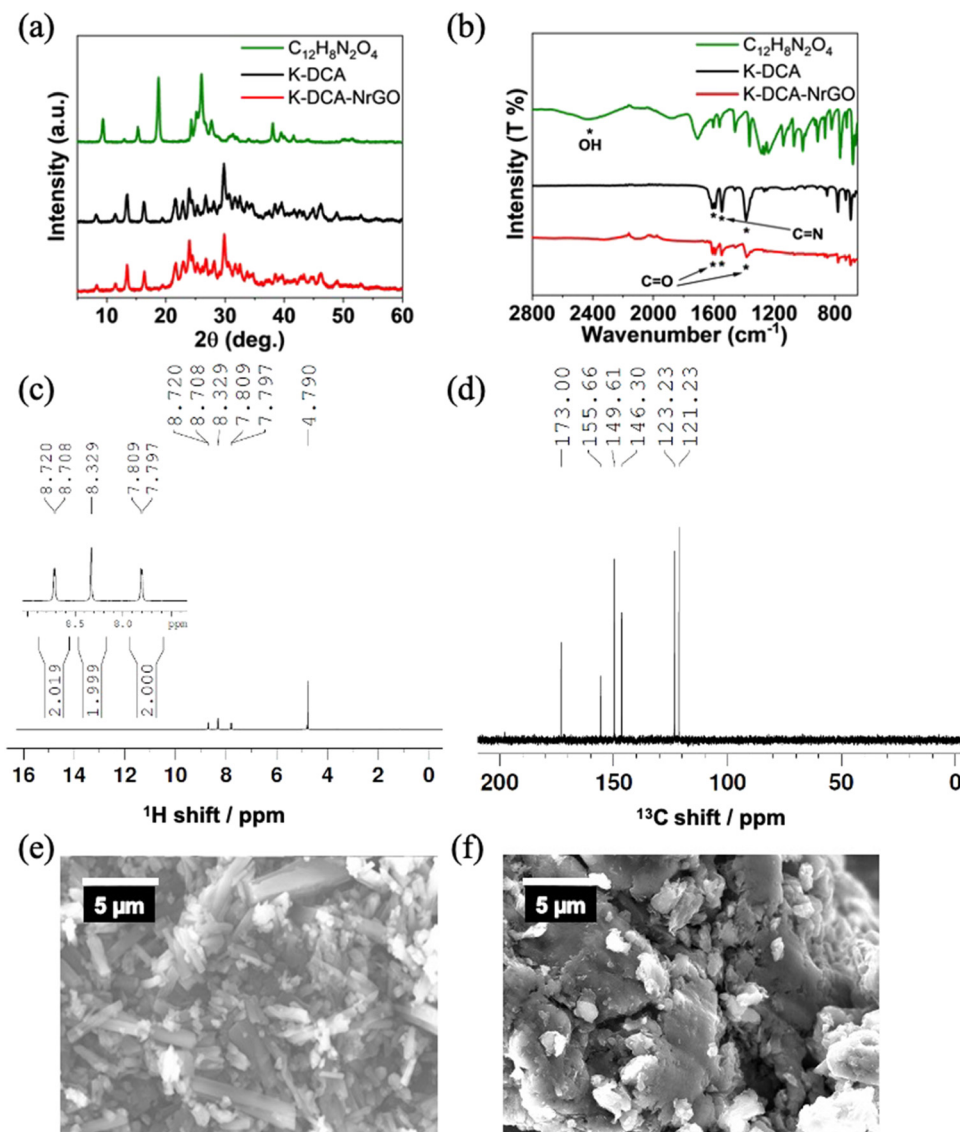 (a)
C12H8N2O4
K-DCA
K-DCA-NrGO
Intensity (a.u.)
10 20 30 40 50 60
2θ (deg.)
(b)
C12H8N2O4
K-DCA
K-DCA-NrGO
Intensity (T %)
*
OH
* *
*
C=N
* *
*
C=O
2800 2400 2000 1600 1200 800
Wavenumber (cm-1)
(c)
8.720
8.708
8.329
7.809
7.797
4.790
8.720
8.708
8.329
7.809
7.797
8.5 8.0 ppm
2.019
1.999
2.000
16 14 12 10 8 6 4 2 0
1H shift / ppm
(d)
173.00
155.66
149.61
146.30
123.23
121.23
200 150 100 50 0
13C shift / ppm
(e)
5 µm
(f)
5 µm